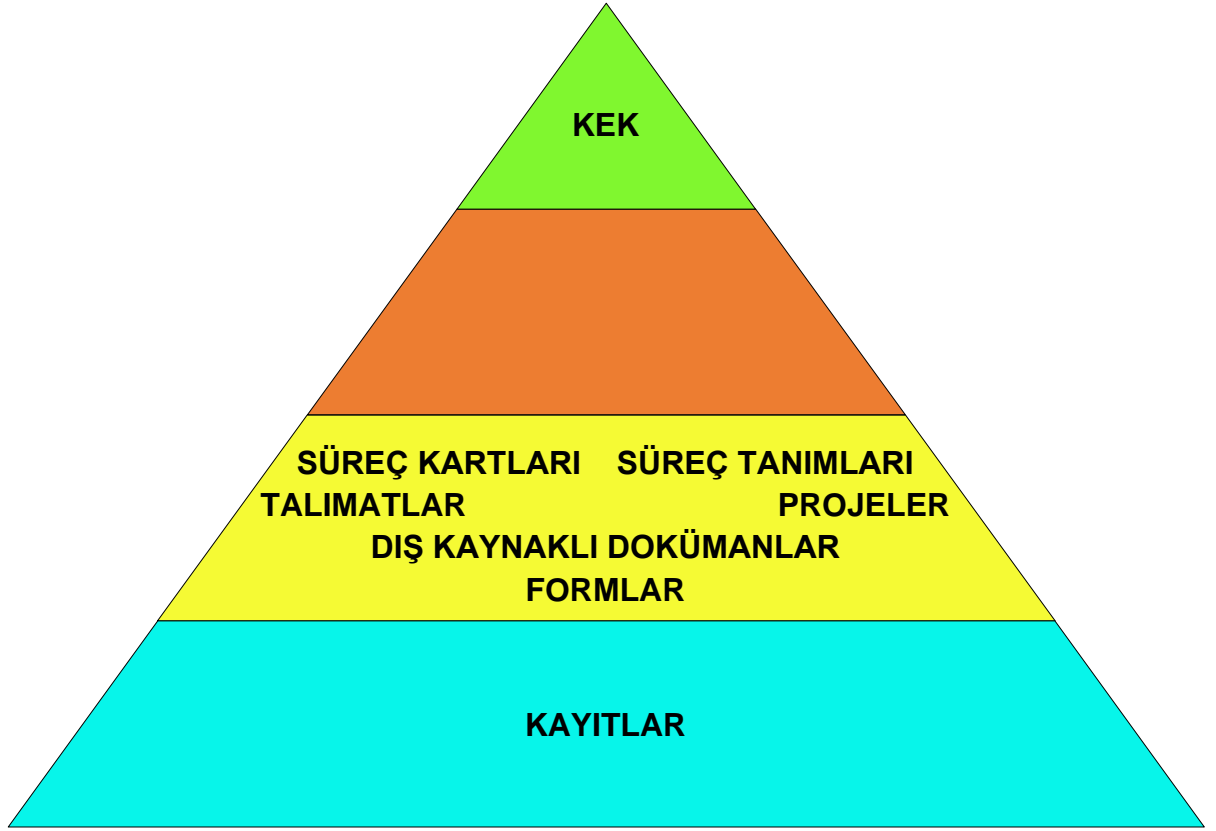 KEK
SÜREÇ KARTLARI SÜREÇ TANIMLARI
TALIMATLAR PROJELER
DIŞ KAYNAKLI DOKÜMANLAR
FORMLAR
KAYITLAR